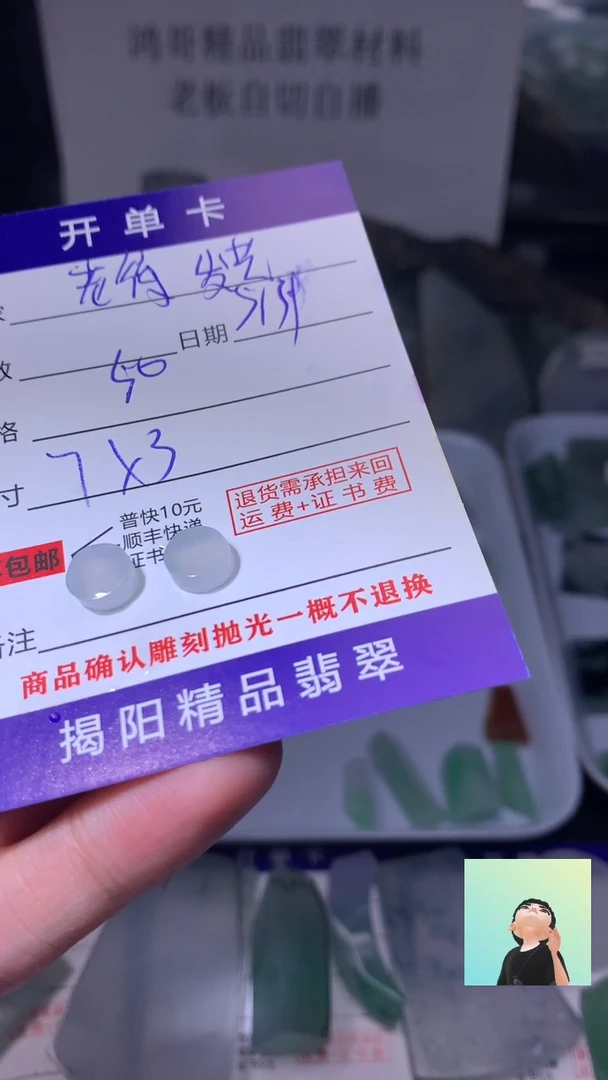 鸿哥精品翡翠材料
老板自切自播
开单卡
日期
50
格
7X3
寸
普快10元
顺丰快递
证书
包邮
退货需承担来回
运费+证书费
备注
商品确认雕刻抛光一概不退换
揭阳精品翡翠